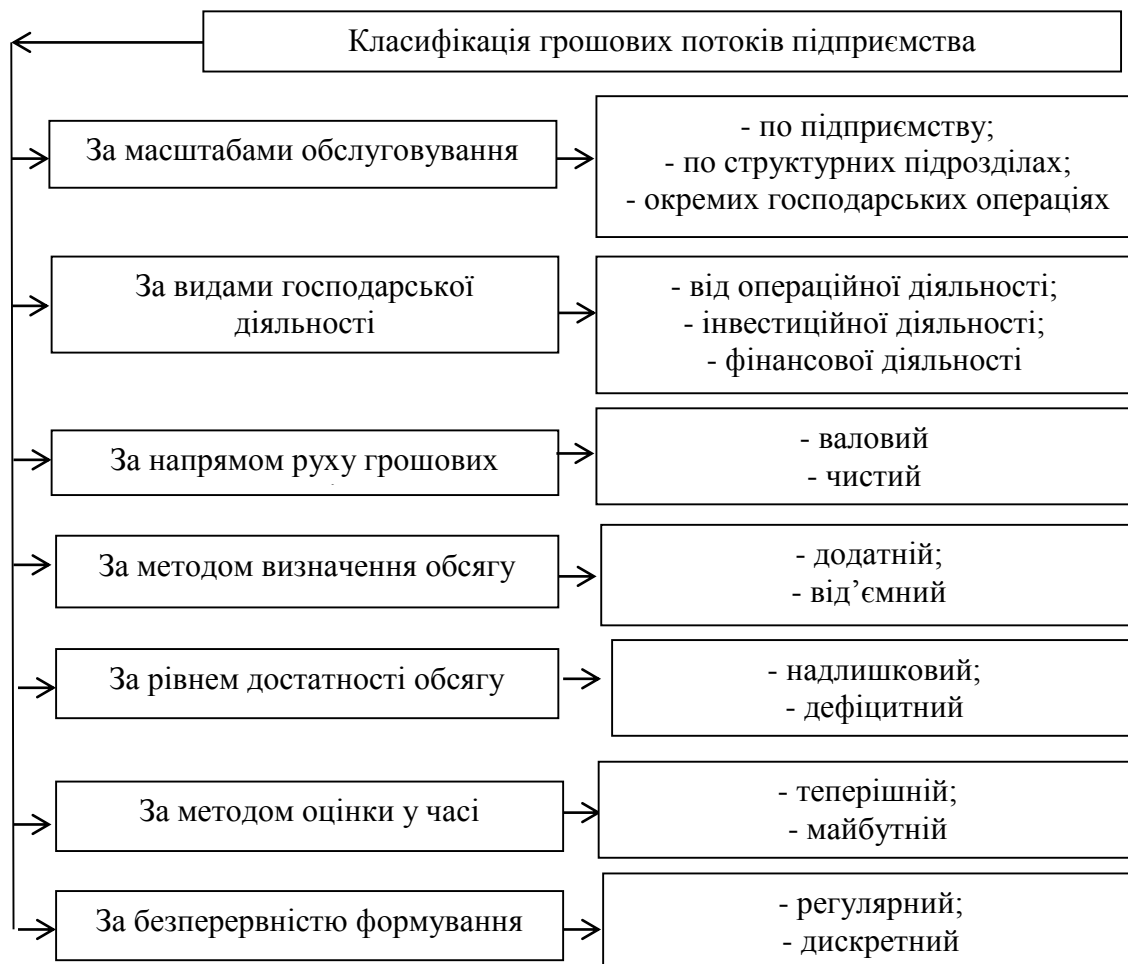 Класифікація грошових потоків підприємства
За масштабами обслуговування
- по підприємству;
- по структурних підрозділах;
- окремих господарських операціях
За видами господарської
діяльності
- від операційної діяльності;
- інвестиційної діяльності;
- фінансової діяльності
За напрямом руху грошових
- валовий
- чистий
За методом визначення обсягу
- додатній;
- від’ємний
За рівнем достатності обсягу
- надлишковий;
- дефіцитний
За методом оцінки у часі
- теперішній;
- майбутній
За безперервністю формування
- регулярний;
- дискретний